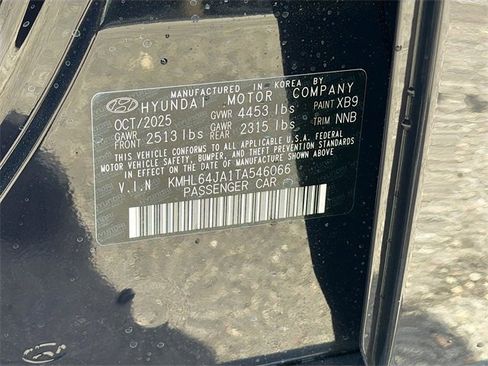 MANUFACTURED IN KOREA BY
HYUNDAI MOTOR COMPANY
OCT/2025 GVWR 4453 lbs PAINT XB9
GAWR FRONT 2513 lbs GAWR REAR 2315 lbs TRIM NNB
THIS VEHICLE CONFORMS TO ALL APPLICABLE U.S.A. FEDERAL
MOTOR VEHICLE SAFETY, BUMPER, AND THEFT PREVENTION STANDARDS
IN EFFECT ON THE DATE OF MANUFACTURE SHOWN ABOVE.
V.I.N KMHL64JA1TA546066
PASSENGER CAR